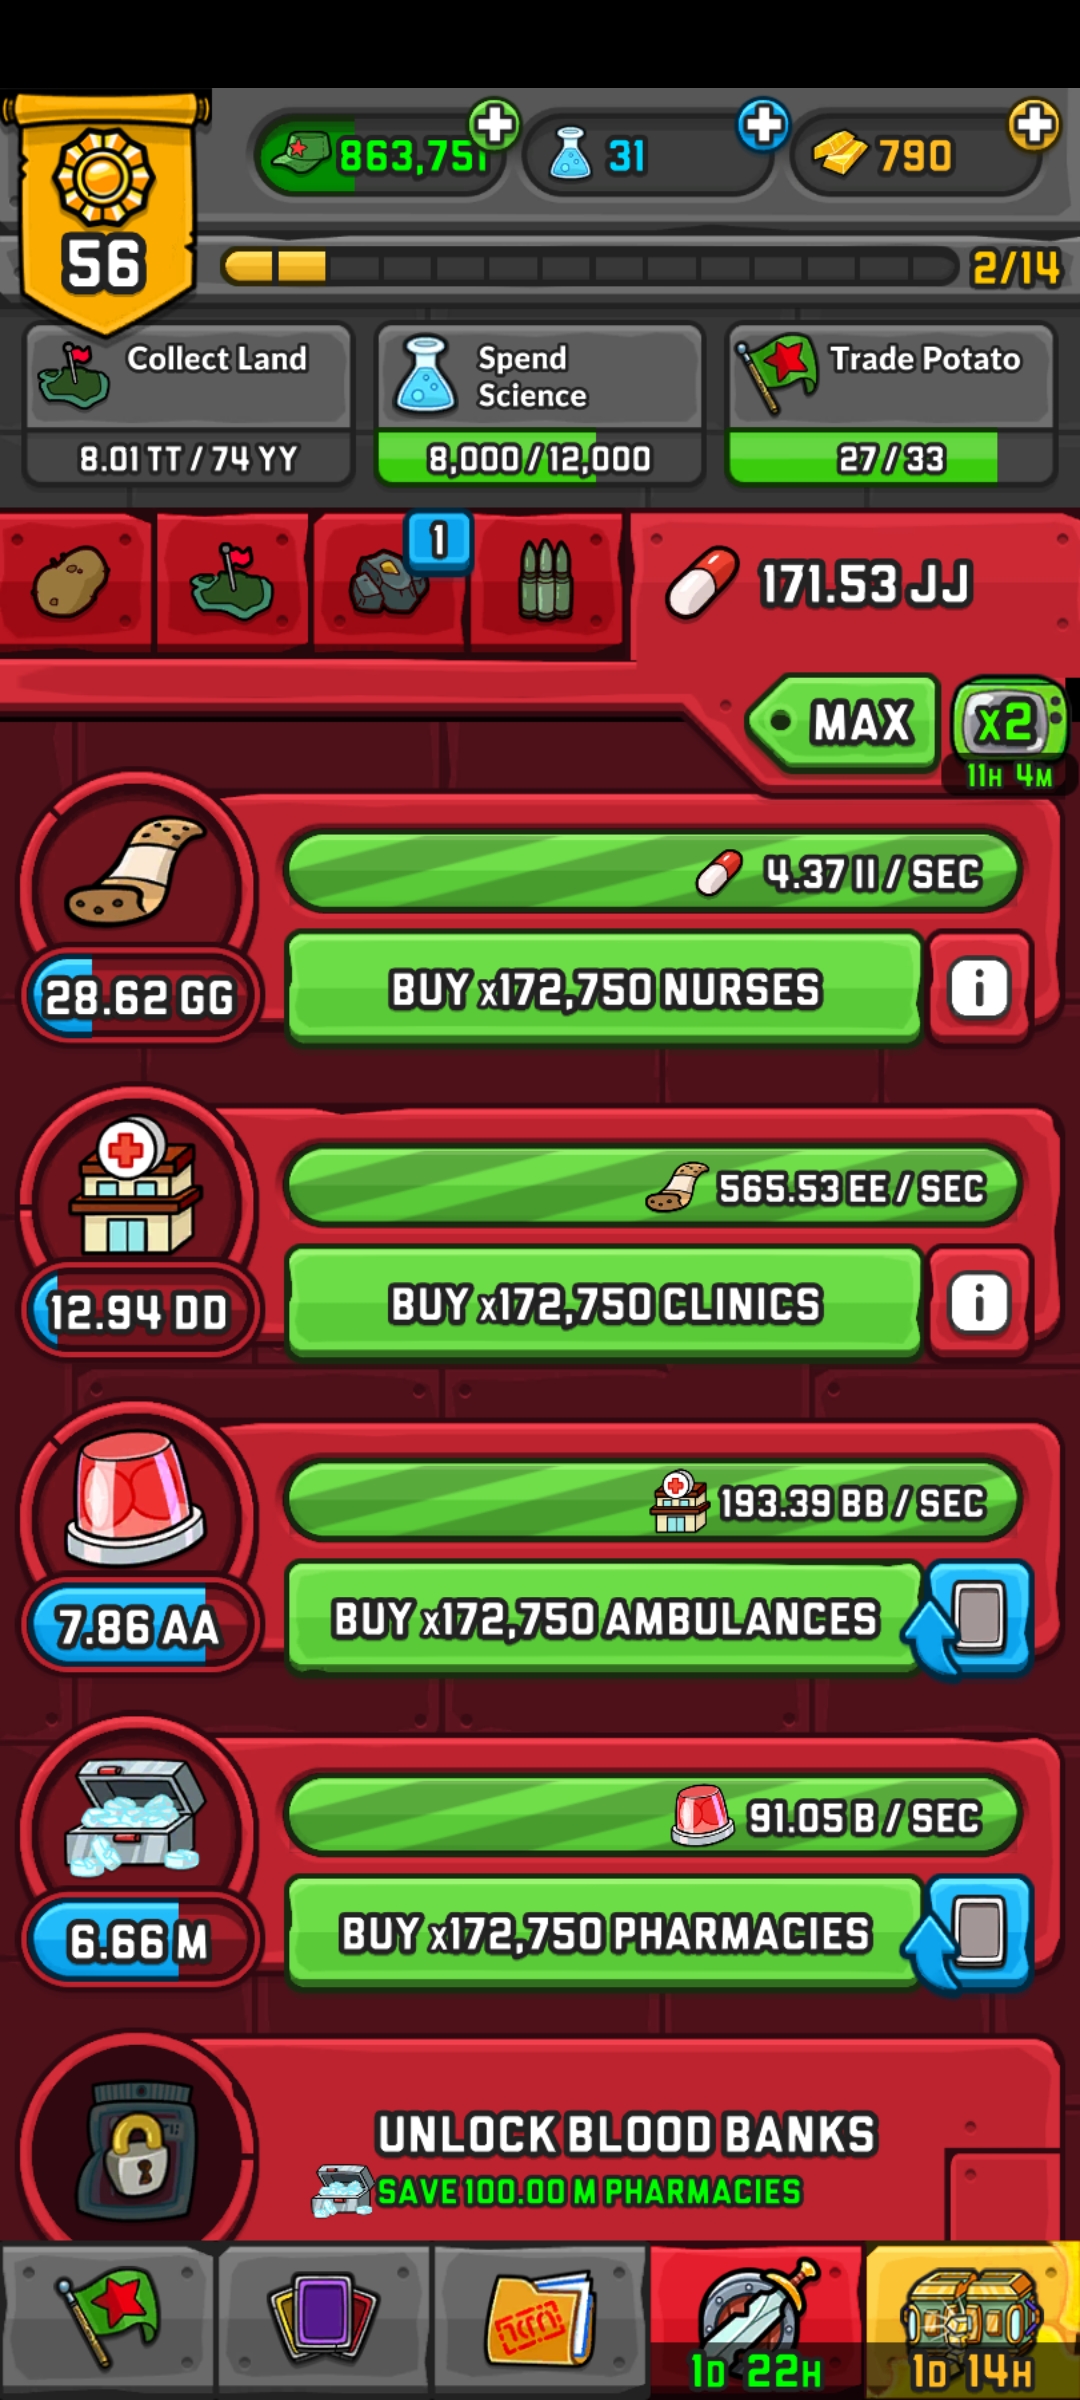 863,751
31
790
56
2/14
Collect Land
8.01 TT / 74 YY
Spend
Science
8,000/12,000
Trade Potato
27/33
1
171.53 JJ
MAX
x2
11H 4M
4.37 II / SEC
28.62 GG
BUY x172,750 NURSES
i
565.53 EE / SEC
12.94 DD
BUY x172,750 CLINICS
i
193.39 BB / SEC
7.86 AA
BUY x172,750 AMBULANCES
91.05 B / SEC
6.66 M
BUY x172,750 PHARMACIES
UNLOCK BLOOD BANKS
SAVE 100.00 M PHARMACIES
1D 22H
1D 14H